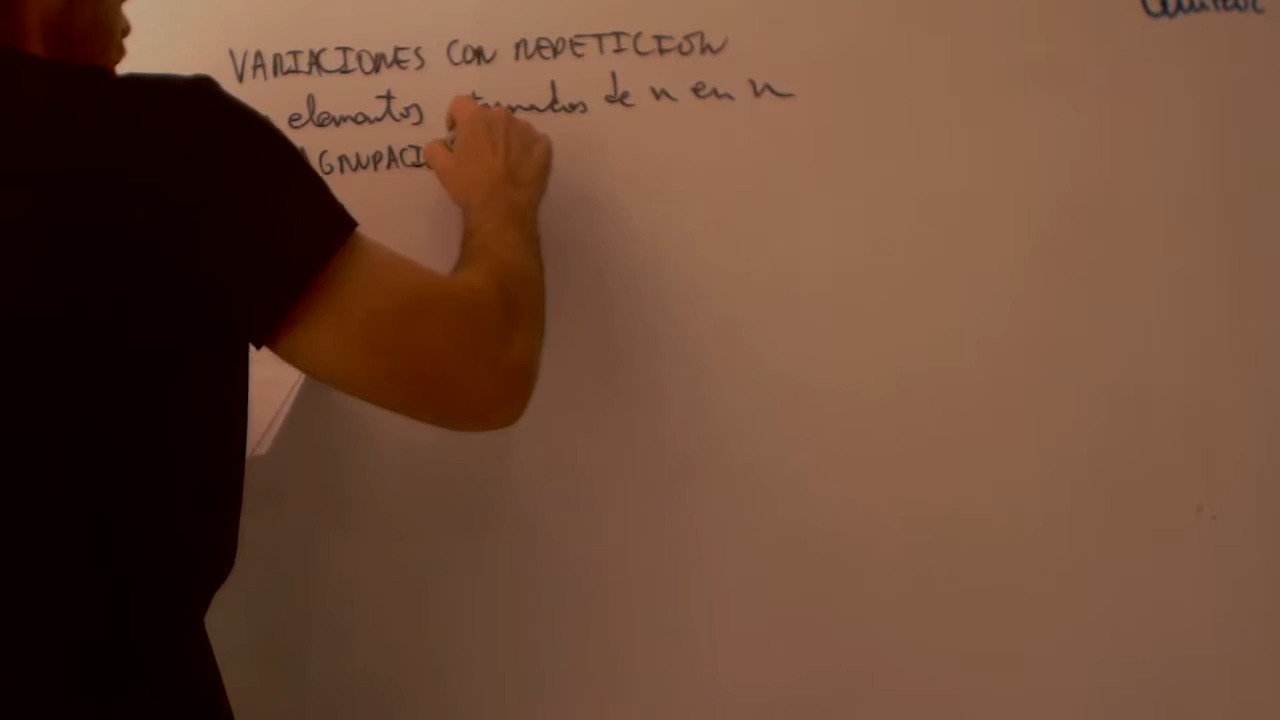 VARIACIONES CON REPETICION
elementos tomados de n en n
AGRUPACI